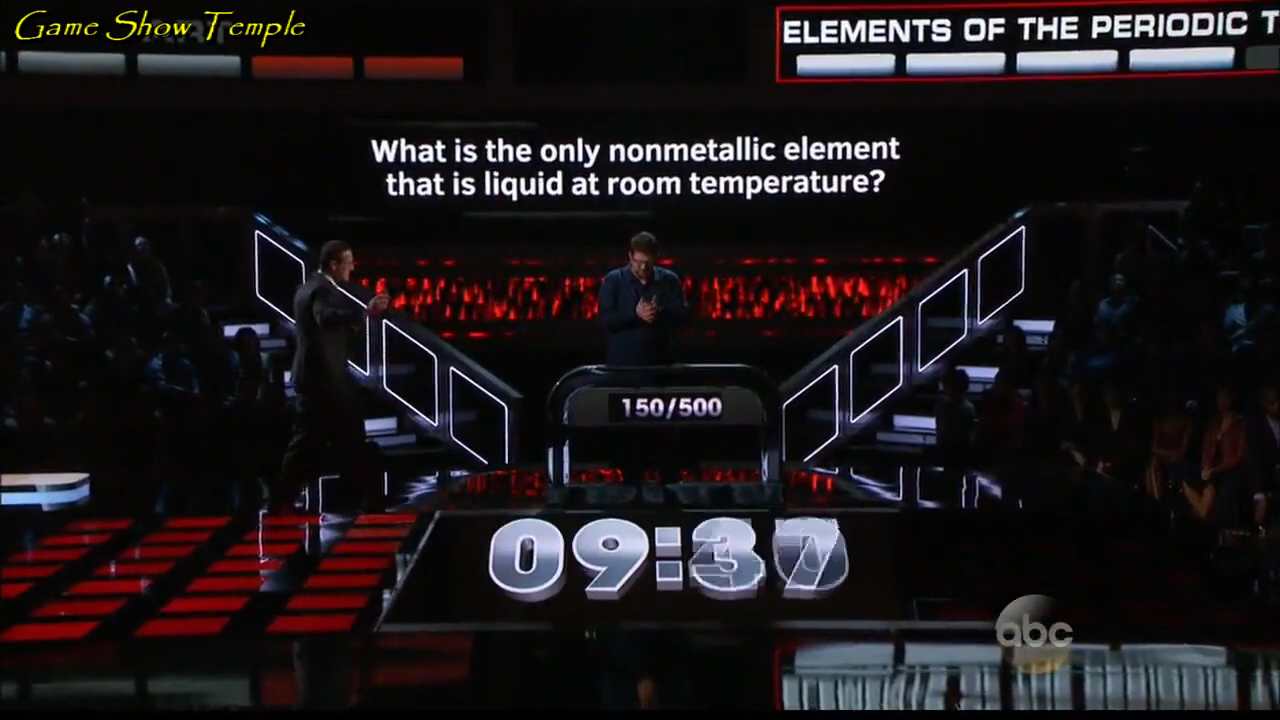 Game Show Temple
ART
ELEMENTS OF THE PERIODIC T
What is the only nonmetallic element
that is liquid at room temperature?
150/500
09:37
abc